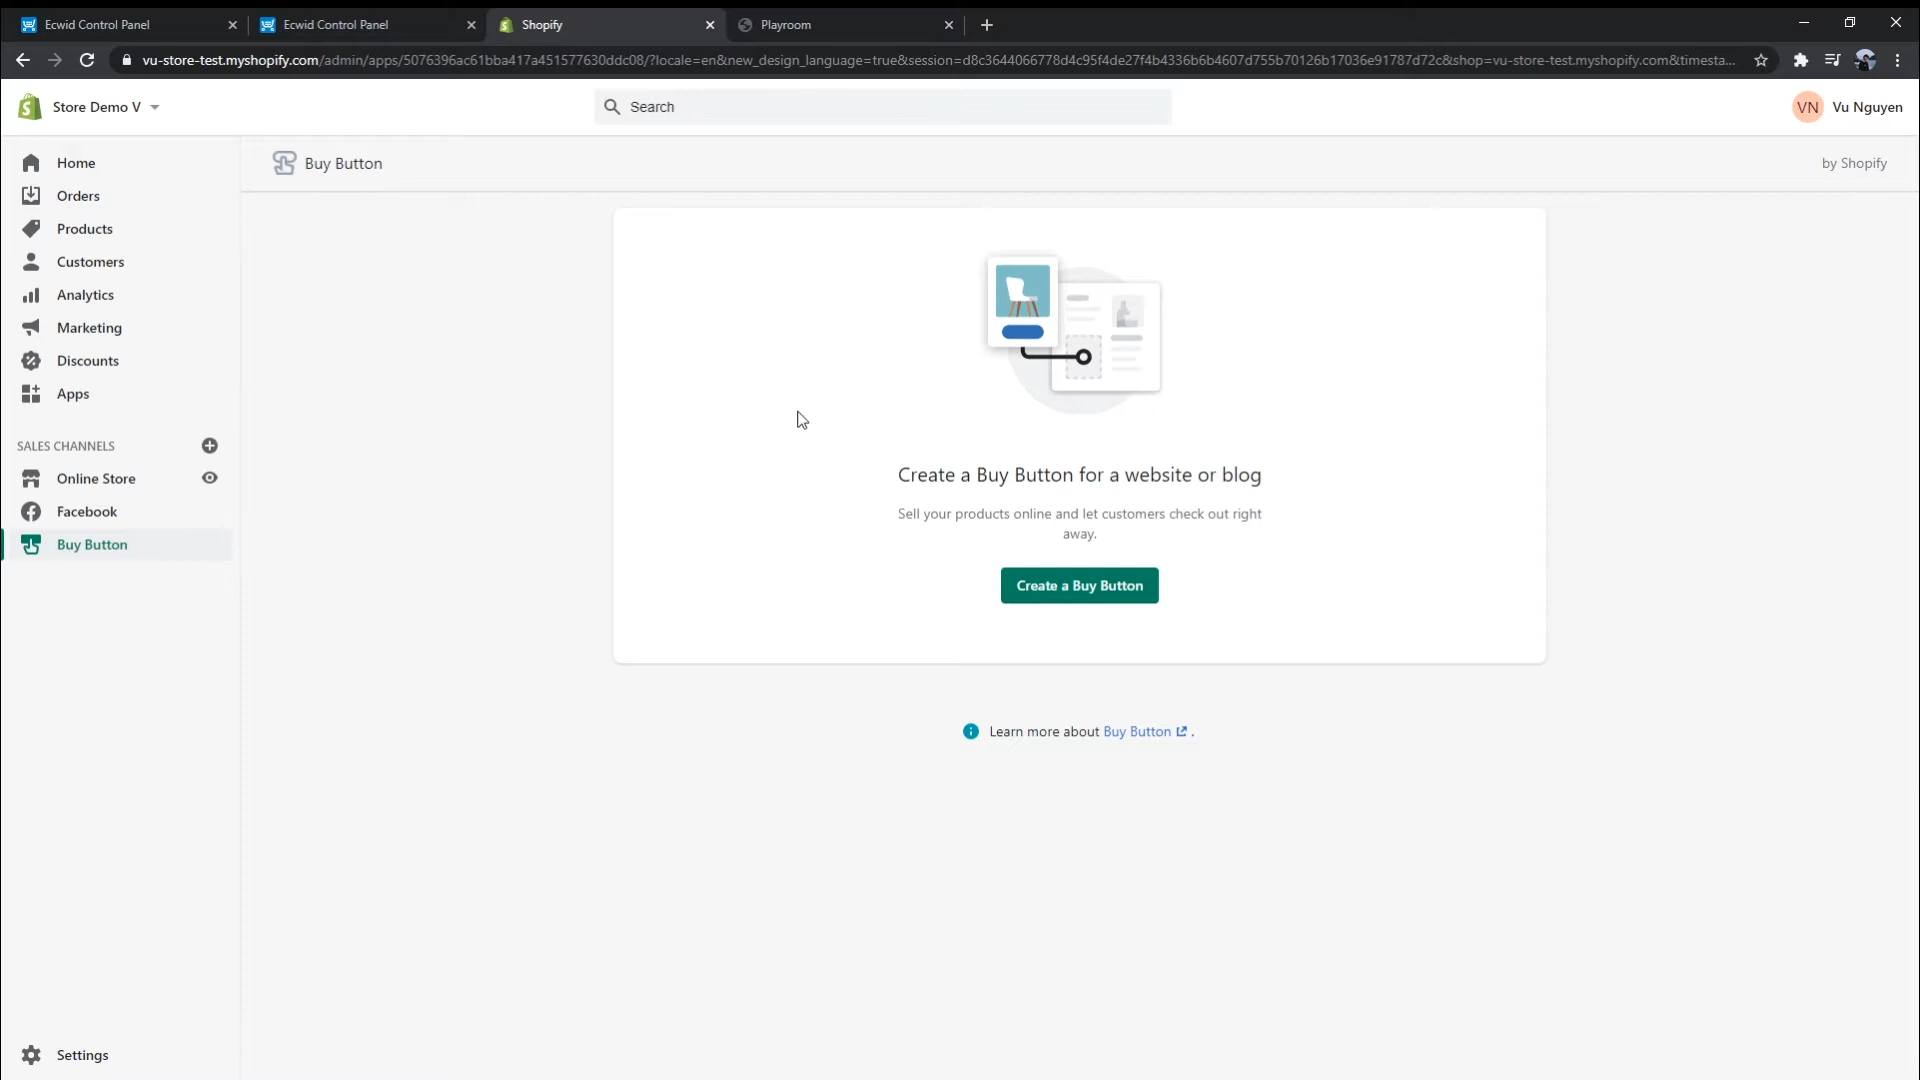 Ecwid Control Panel
Ecwid Control Panel
Shopify
Playroom
vu-store-test.myshopify.com/admin/apps/5076396ac61bba417a451577630ddc08/?locale=en&new_design_language=true&session=d8c3644066778d4c95f4de27f4b4336b6b4607d755b70126b17036e91787d72c&shop=vu-store-test.myshopify.com&timesta...
Store Demo V
Search
VN Vu Nguyen
Home
Orders
Products
Customers
Analytics
Marketing
Discounts
Apps
SALES CHANNELS
Online Store
Facebook
Buy Button
Settings
Buy Button
by Shopify
Create a Buy Button for a website or blog
Sell your products online and let customers check out right
away.
Create a Buy Button
Learn more about Buy Button .